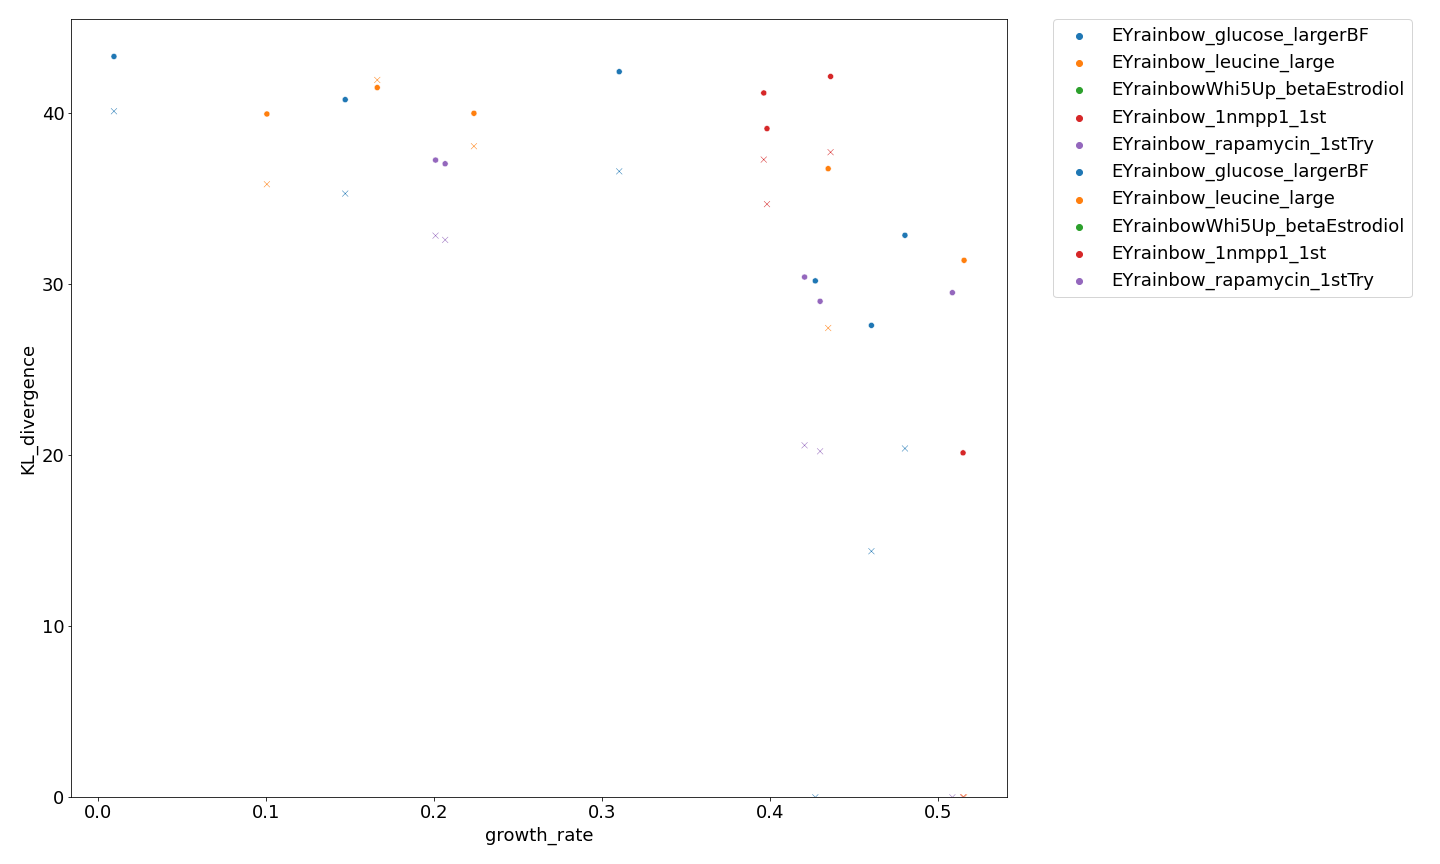 EYrainbow_glucose_largerBF
EYrainbow_leucine_large
EYrainbowWhi5Up_betaEstrodiol
EYrainbow_1nmpp1_1st
EYrainbow_rapamycin_1stTry
EYrainbow_glucose_largerBF
EYrainbow_leucine_large
EYrainbowWhi5Up_betaEstrodiol
EYrainbow_1nmpp1_1st
EYrainbow_rapamycin_1stTry
KL_divergence
40
30
20
10
0
0.0 0.1 0.2 0.3 0.4 0.5
growth_rate